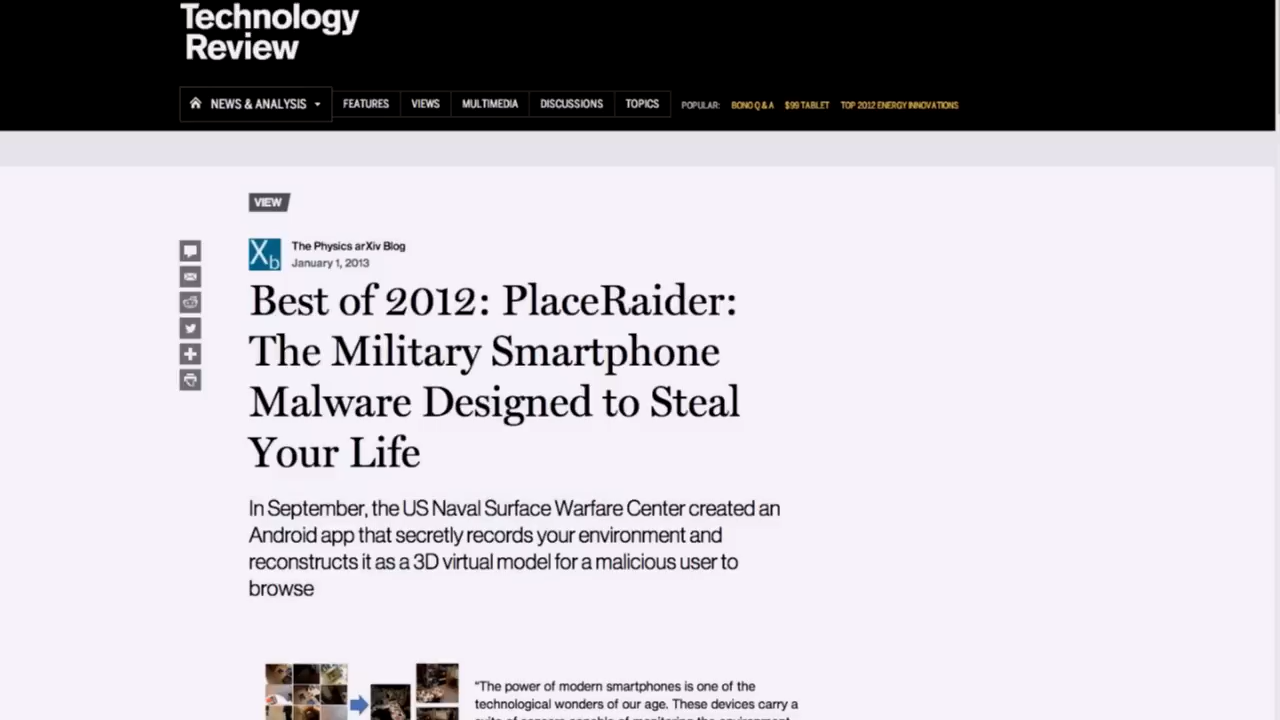 Technology
Review
NEWS & ANALYSIS
FEATURES
VIEWS
MULTIMEDIA
DISCUSSIONS
TOPICS
POPULAR:
BONO Q & A
$99 TABLET
TOP 2012 ENERGY INNOVATIONS
VIEW
Xb
The Physics arXiv Blog
January 1, 2013
Best of 2012: PlaceRaider:
The Military Smartphone
Malware Designed to Steal
Your Life
In September, the US Naval Surface Warfare Center created an
Android app that secretly records your environment and
reconstructs it as a 3D virtual model for a malicious user to
browse
“The power of modern smartphones is one of the
technological wonders of our age. These devices carry a
suite of sensors capable of monitoring the environment